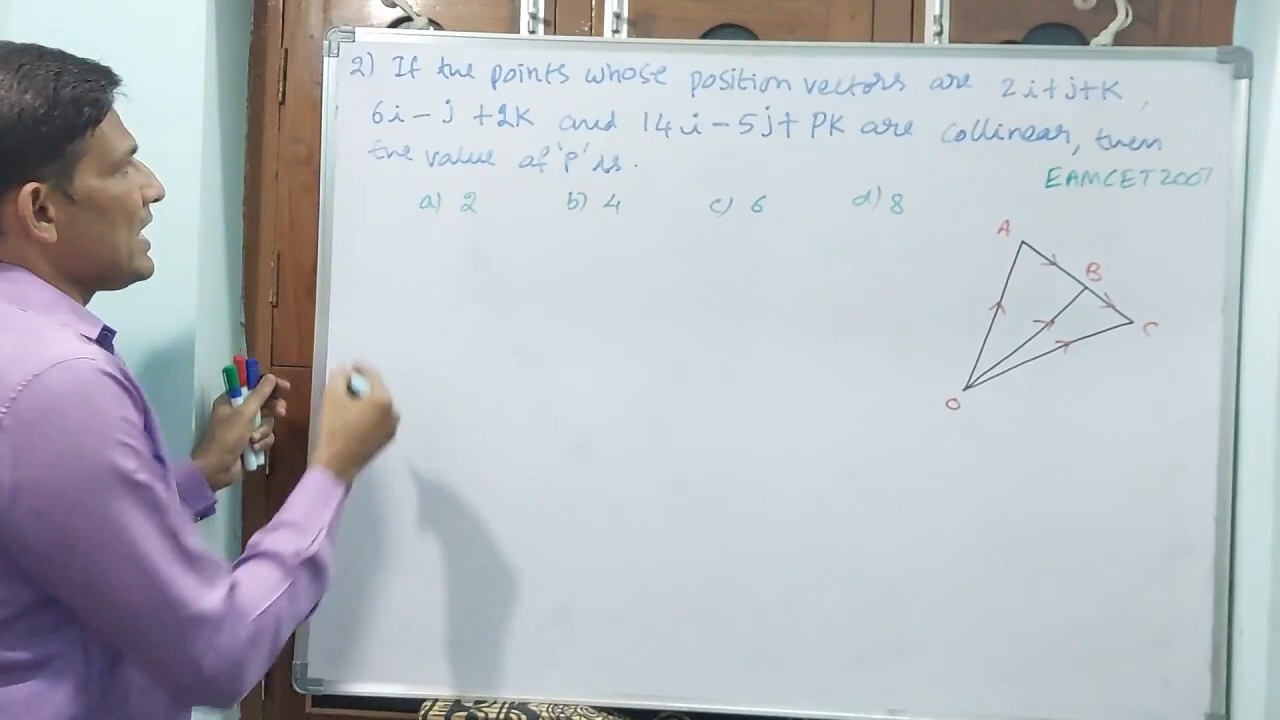 2) If the points whose position vectors are 2i+j+K,
6i-j+2K and 14i-5j+PK are collinear, then
the value of 'P' is.
EAMCET2007
a) 2 b) 4 c) 6 d) 8
A
B
C
O